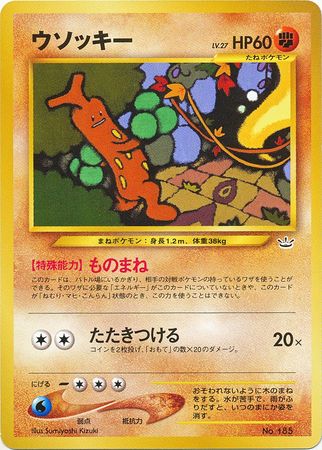 ウソッキー LV.27 HP60
たねポケモン
まねポケモン:身長1.2m、体重38kg
【特殊能力】ものまね
このカードは、バトル場にいるかぎり、相手の対戦ポケモンの持っているワザを使うことが
できる。そのワザに必要な「エネルギー」がこのカードについていないときや、このカード
が「ねむり・マヒ・こんらん」状態のとき、この力を使うことはできない。
たたきつける 20×
コインを2枚投げ、「おもて」の数×20のダメージ。
にげる
弱点 抵抗力
Illus. Sumiyoshi Kizuki
おそわれないように木のまね
をする。水が苦手で、雨がふ
りだすと、いつのまにか姿を
消す。
No. 185